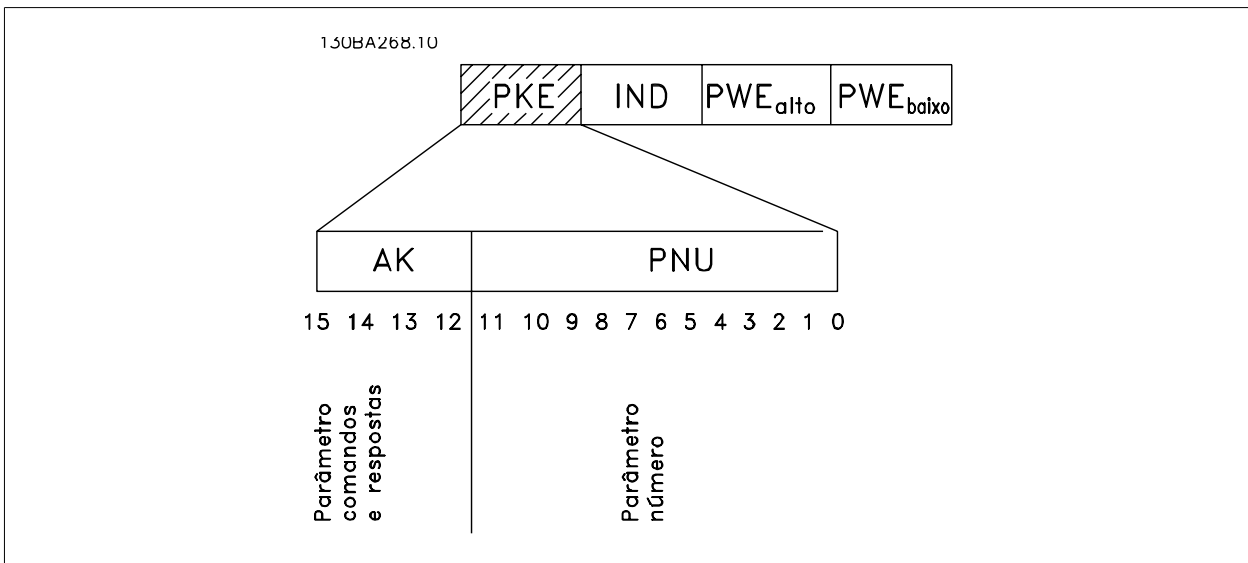 130BA268.10
PKE IND PWEalto PWEbaixo
AK PNU
15 14 13 12 11 10 9 8 7 6 5 4 3 2 1 0
Parâmetro
comandos
e respostas
Parâmetro
número